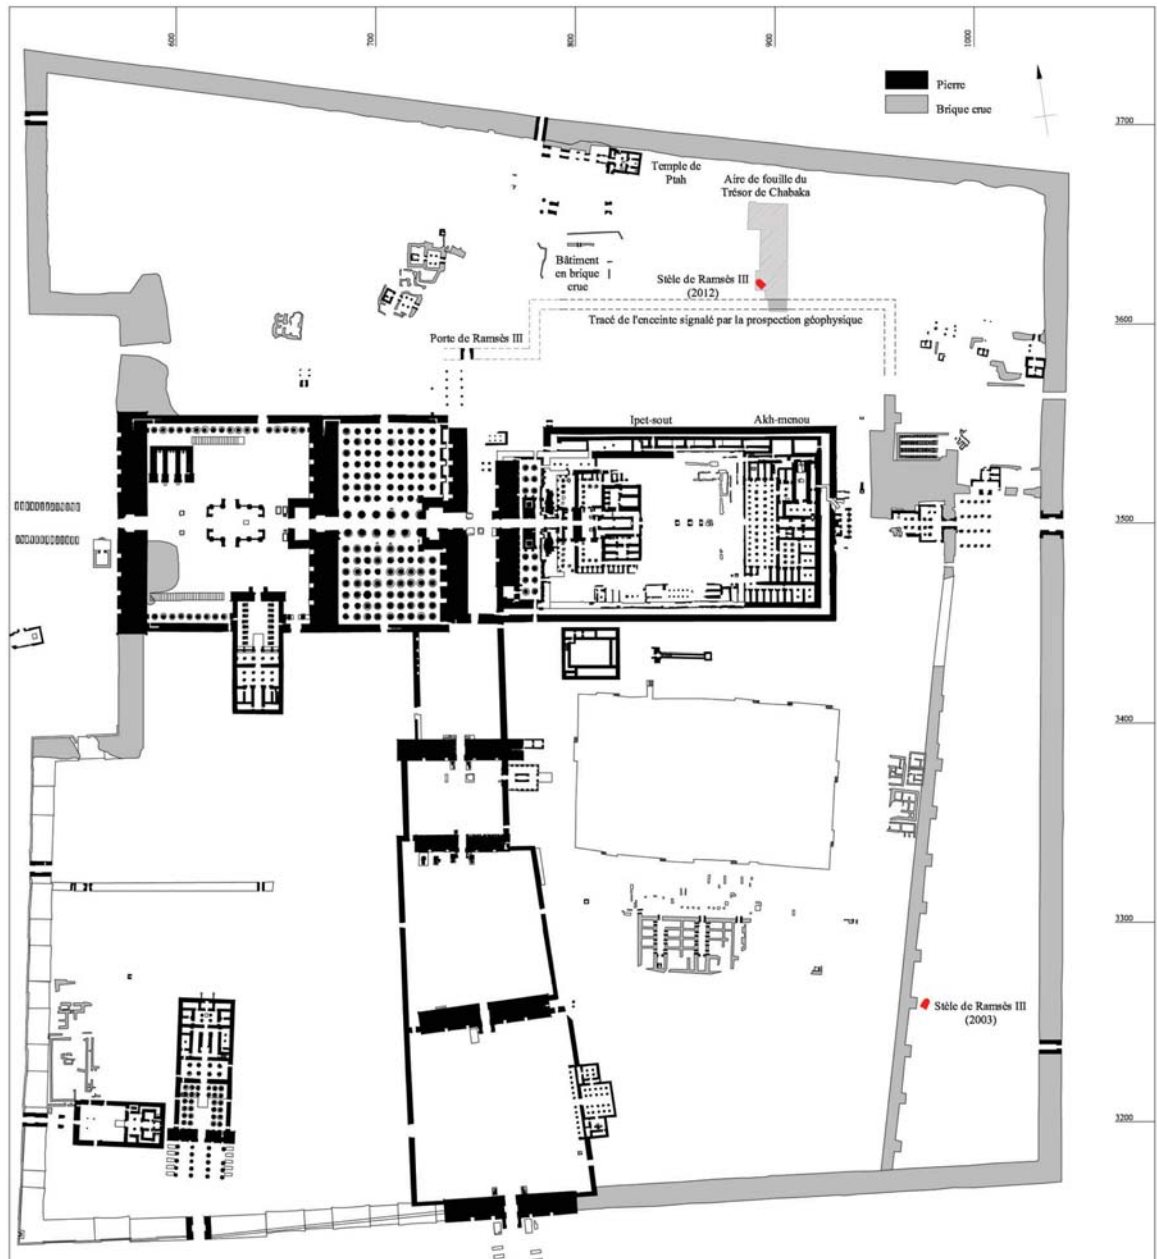 600
700
800
900
1000
Pierre
Brique crue
3700
Temple de
Ptah
Aire de fouille du
Trésor de Chabaka
Bâtiment
en brique
crue
Stèle de Ramsès III
(2012)
Tracé de l'enceinte signalé par la prospection géophysique
3600
Porte de Ramsès III
Ipet-sout
Akh-menou
3500
3400
3300
Stèle de Ramsès III
(2003)
3200